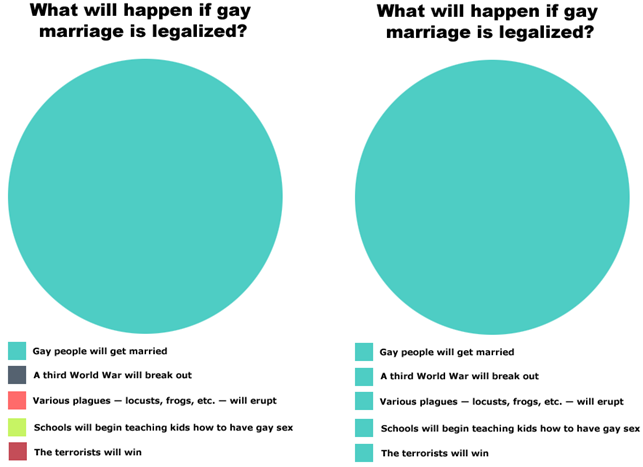 What will happen if gay
marriage is legalized?
Gay people will get married
A third World War will break out
Various plagues — locusts, frogs, etc. — will erupt
Schools will begin teaching kids how to have gay sex
The terrorists will win
What will happen if gay
marriage is legalized?
Gay people will get married
A third World War will break out
Various plagues — locusts, frogs, etc. — will erupt
Schools will begin teaching kids how to have gay sex
The terrorists will win